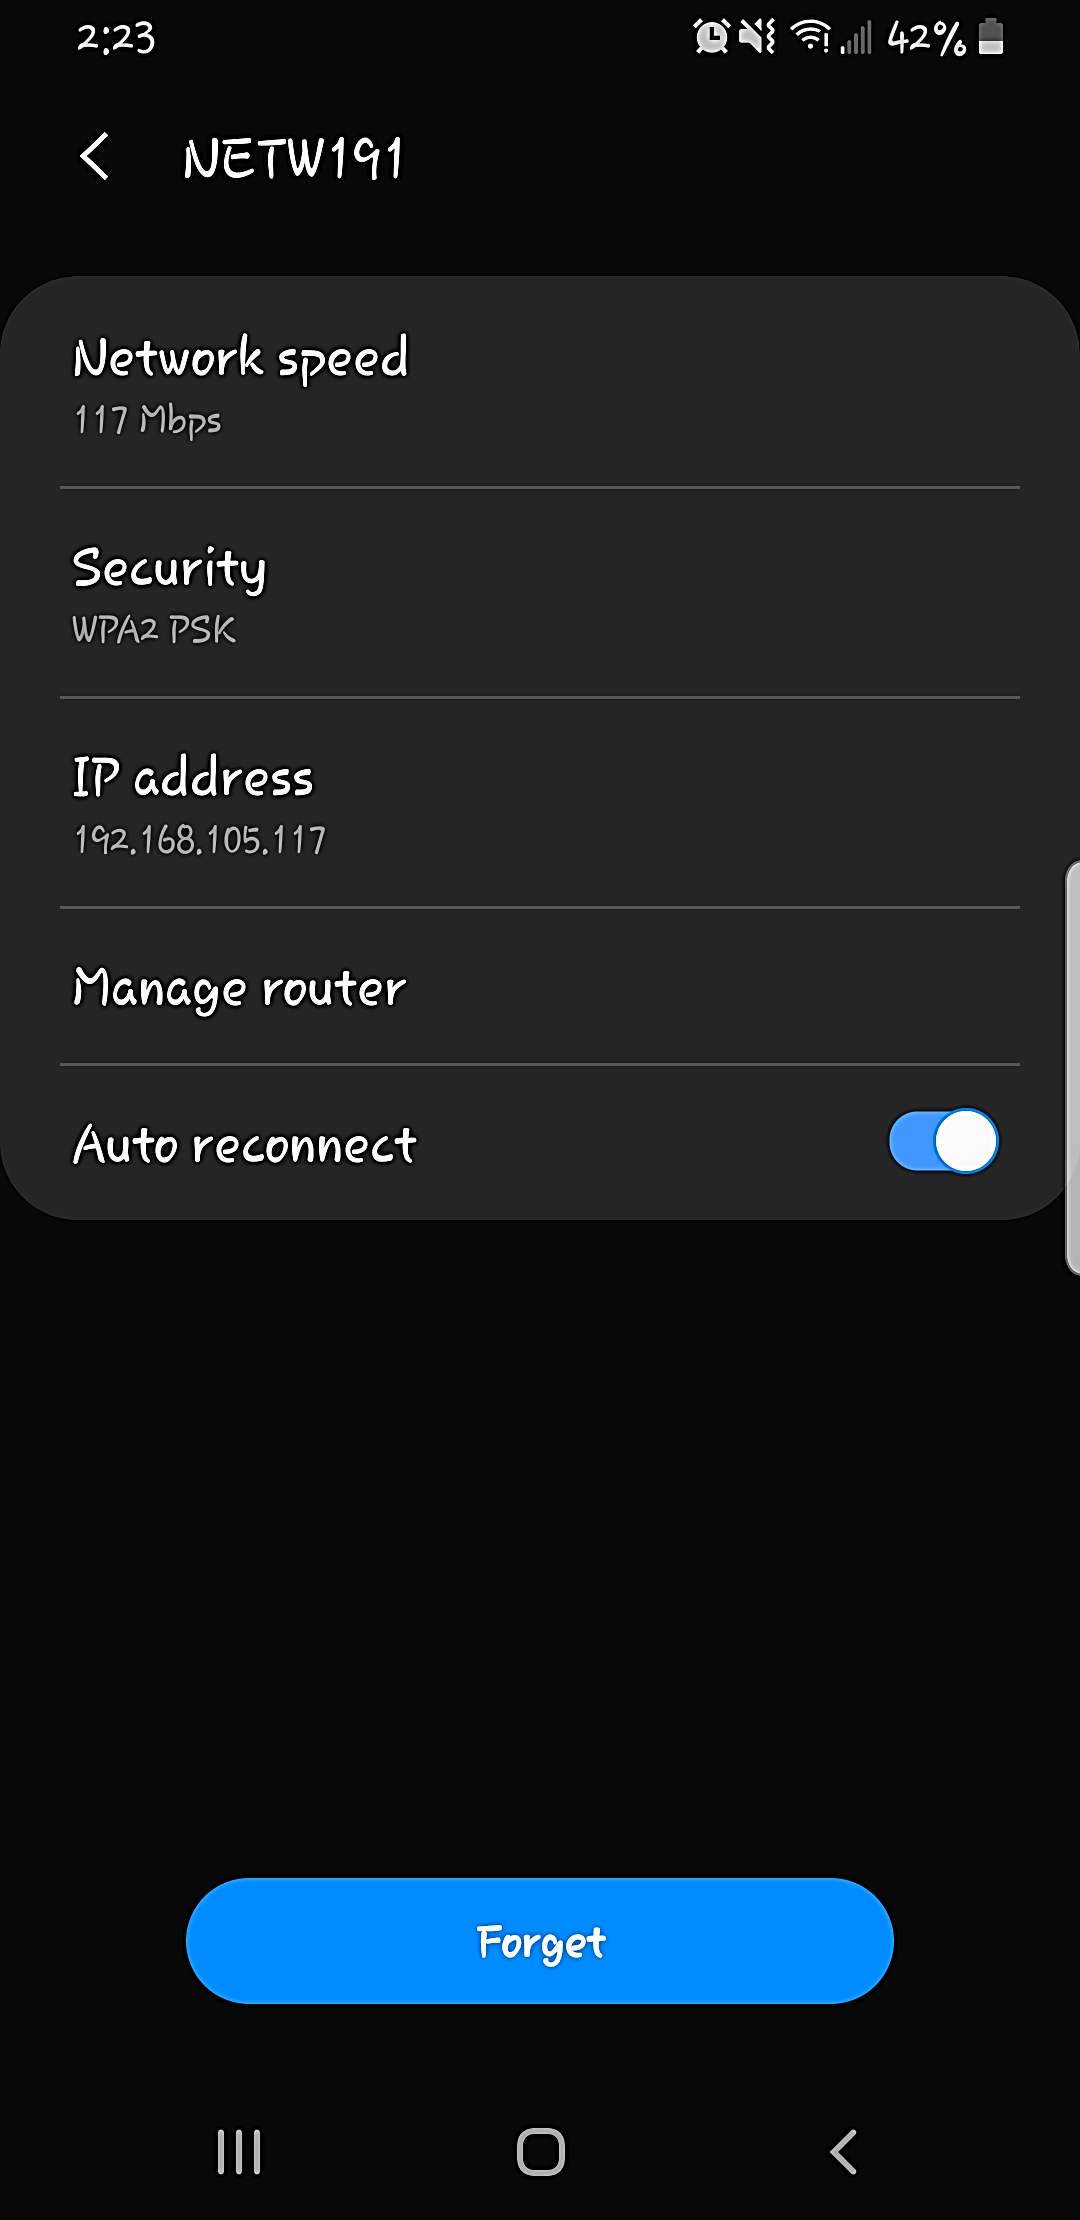 2:23 42%
NETW191
Network speed
117 Mbps
Security
WPA2 PSK
IP address
192.168.105.117
Manage router
Auto reconnect
Forget